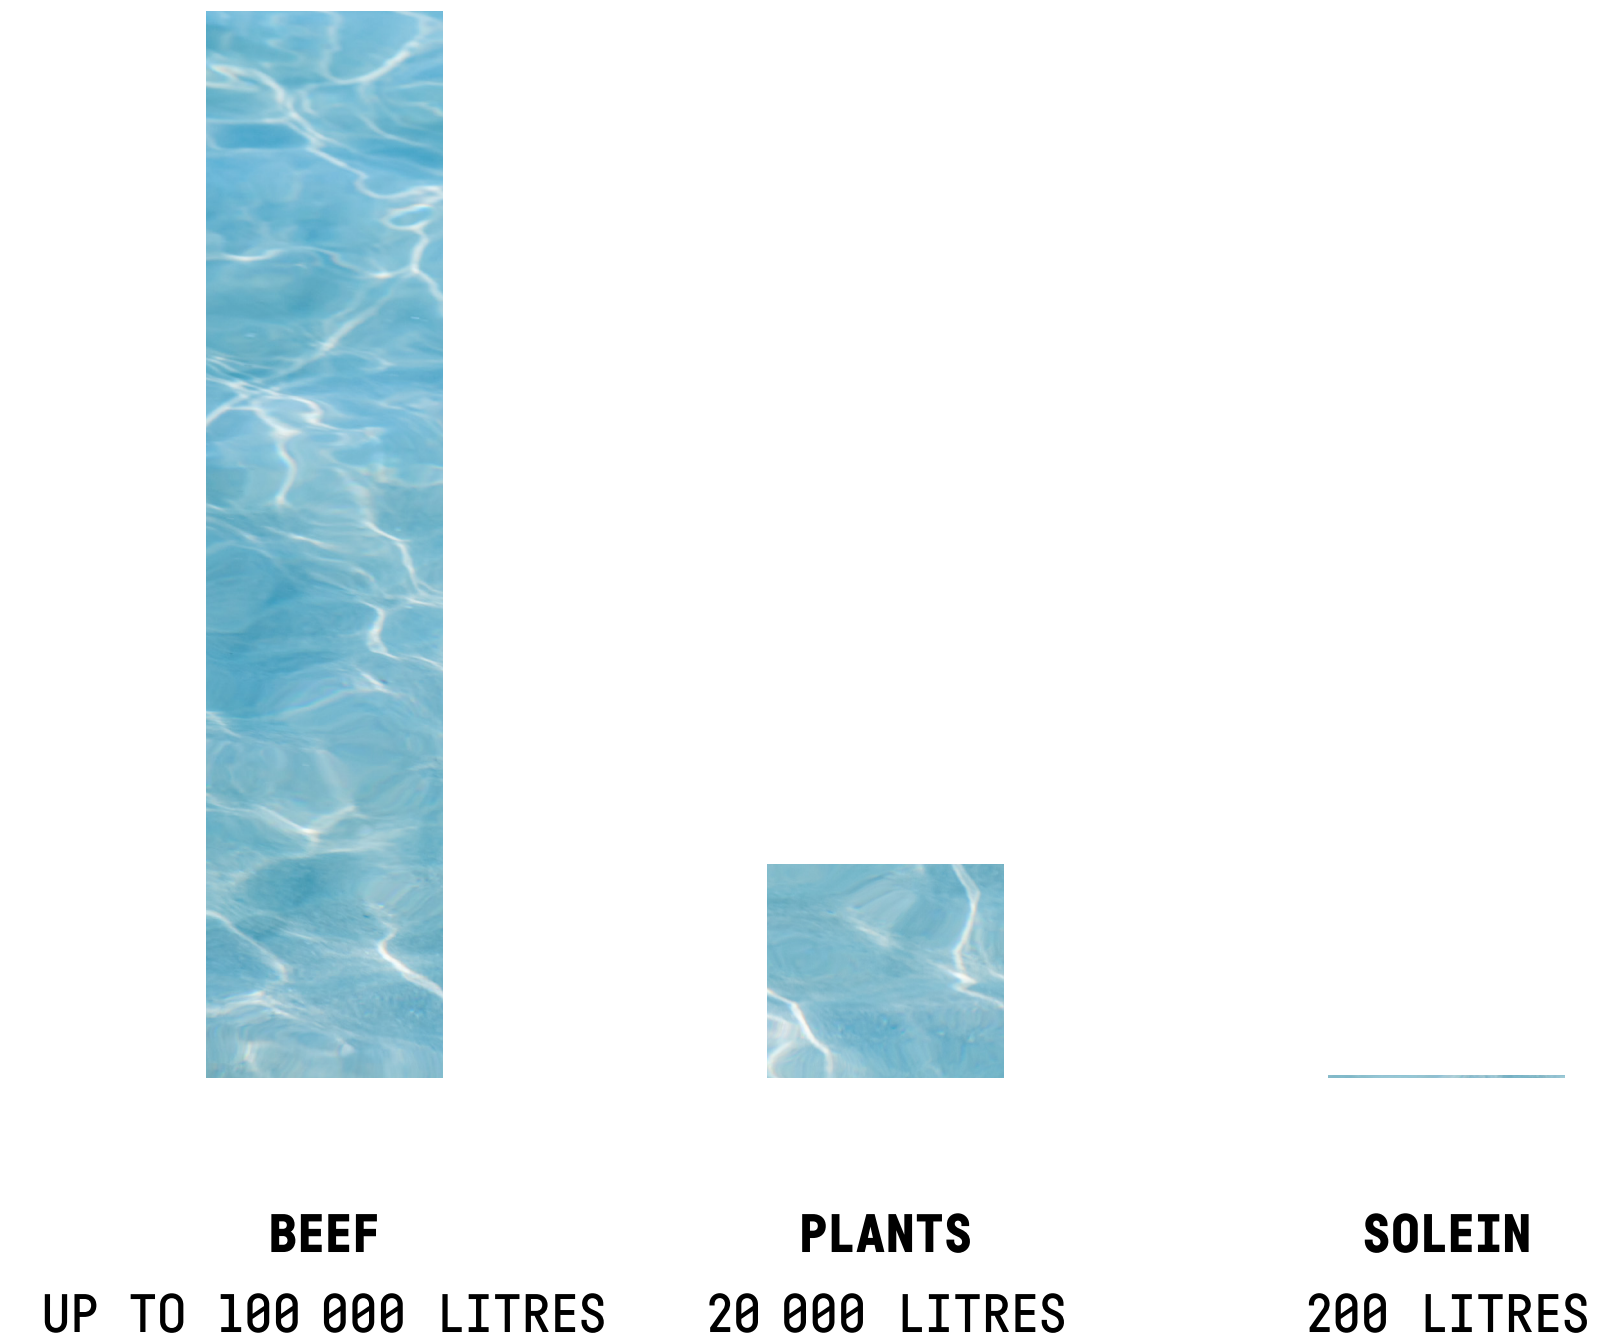 BEEF
UP TO 100 000 LITRES
PLANTS
20 000 LITRES
SOLEIN
200 LITRES